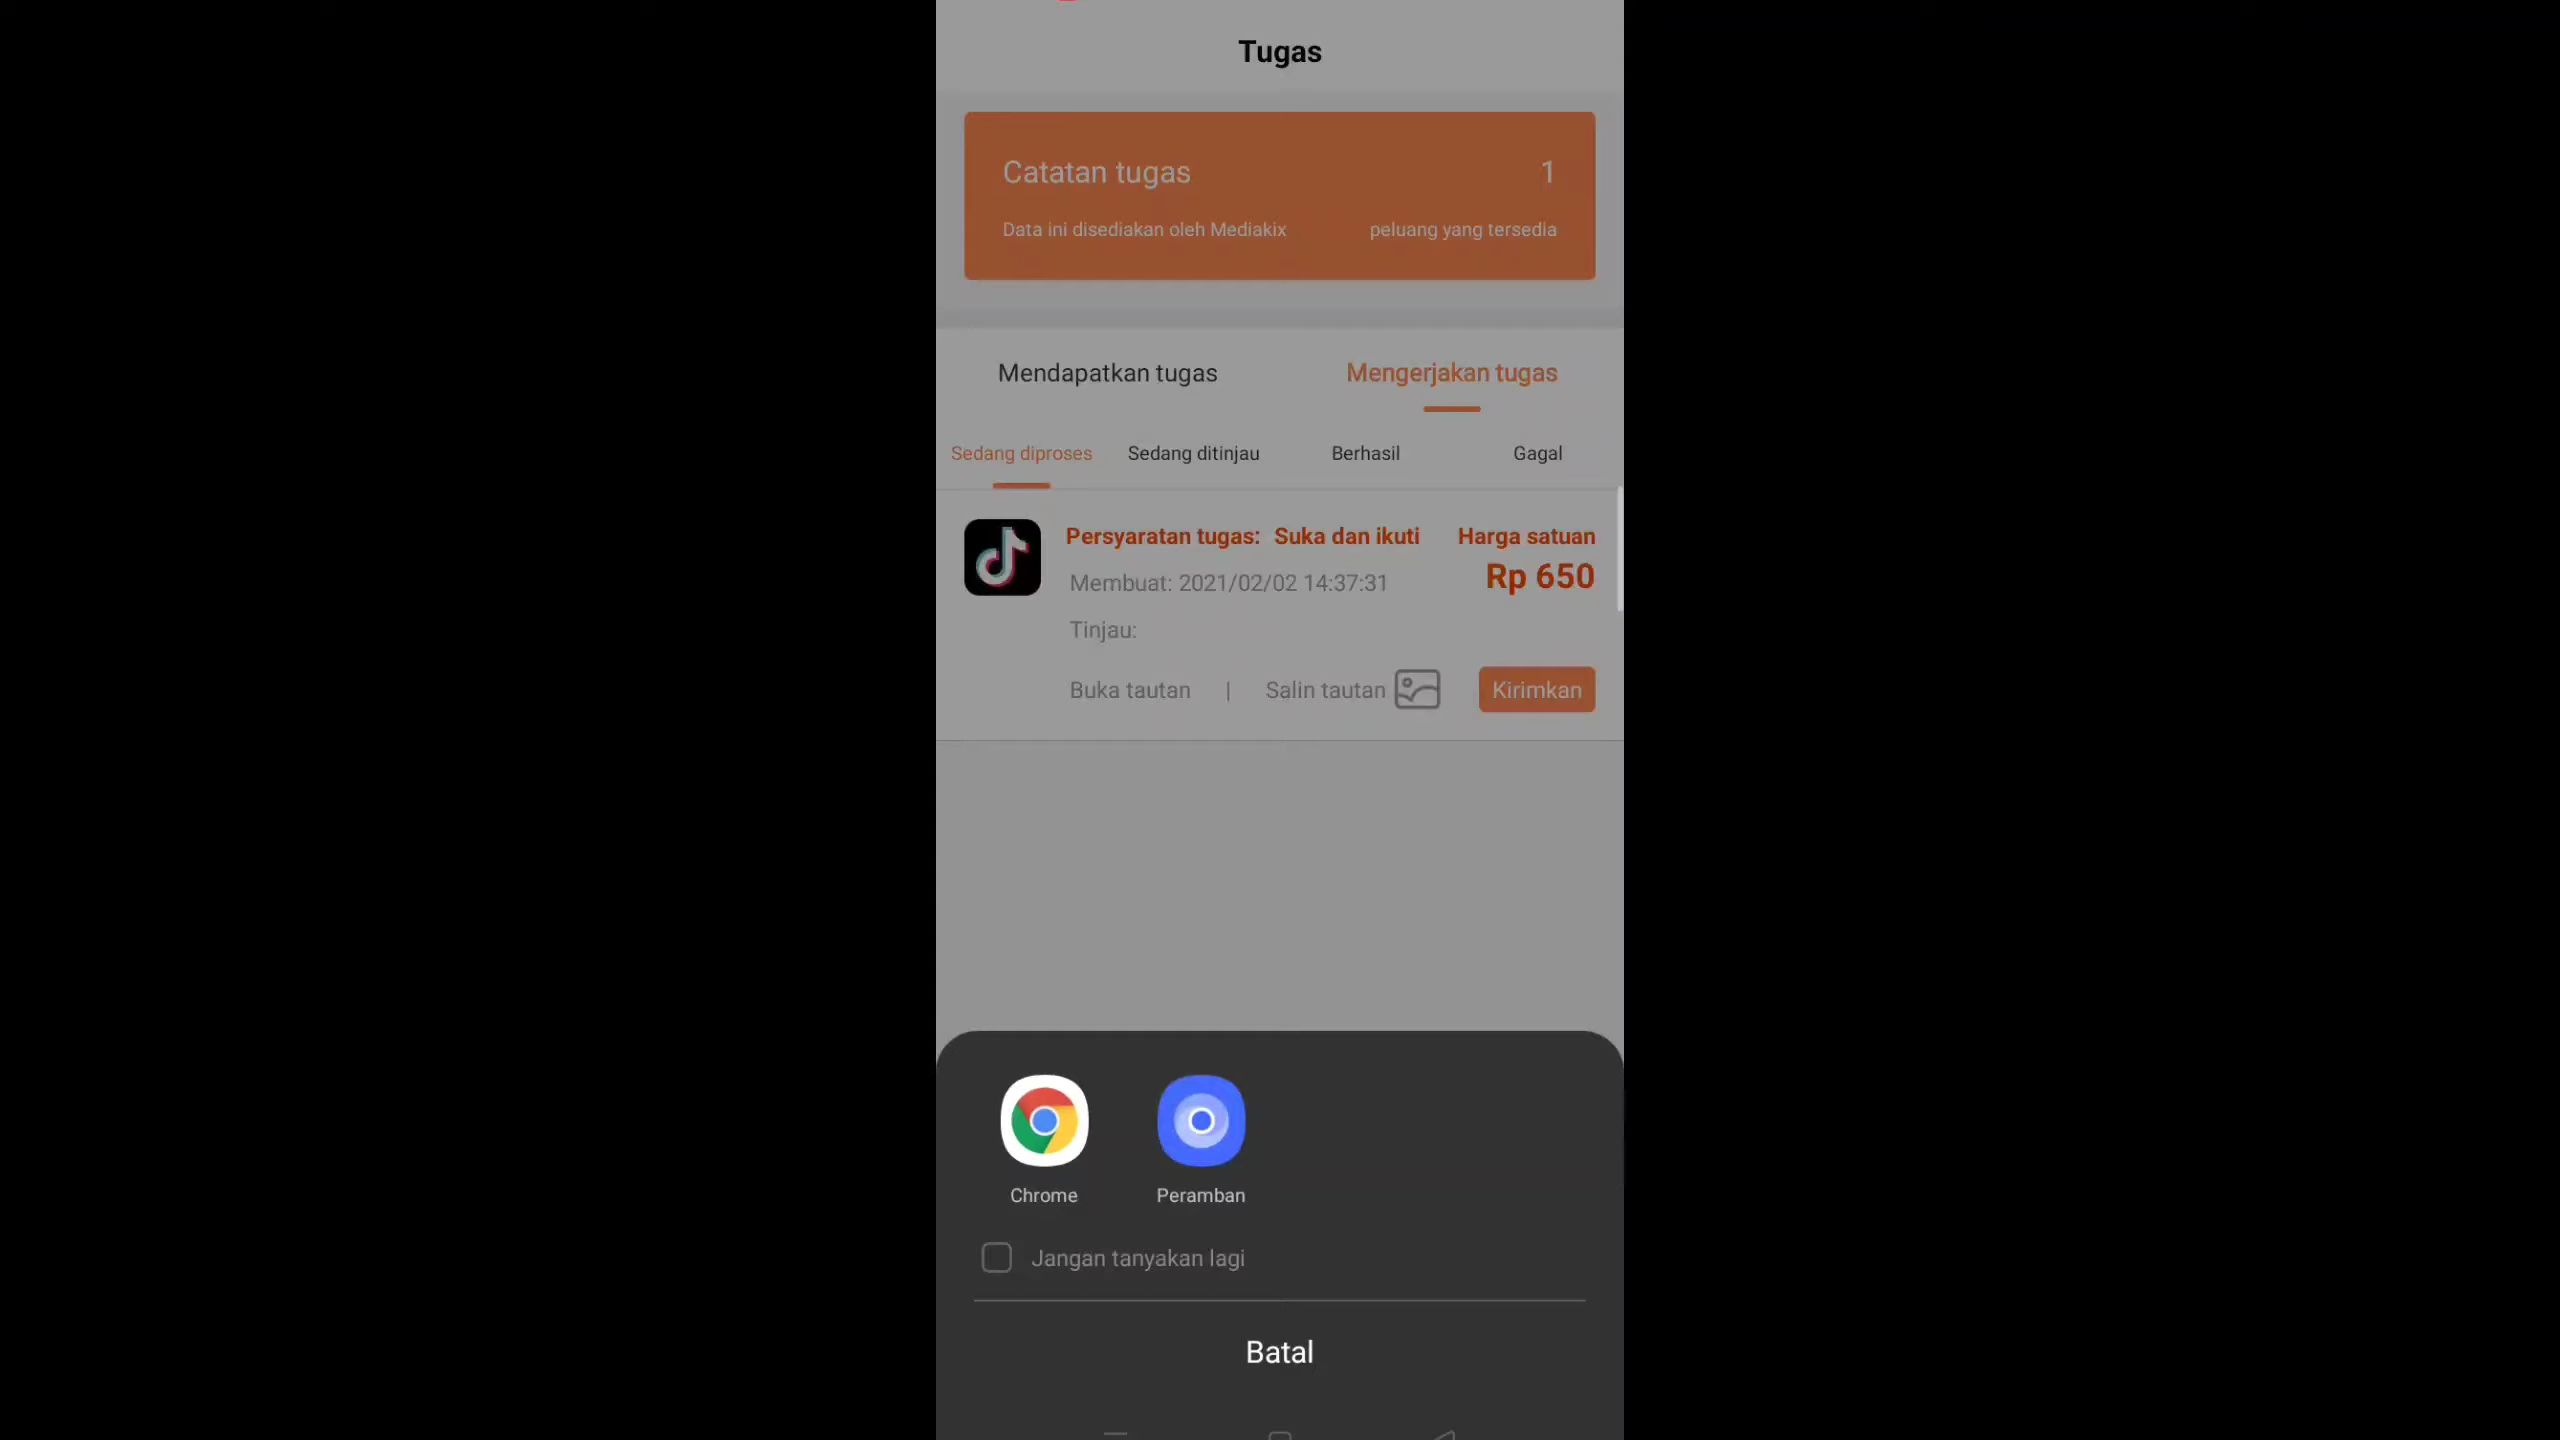 Tugas
Catatan tugas 1
Data ini disediakan oleh Mediakix peluang yang tersedia
Mendapatkan tugas Mengerjakan tugas
Sedang diproses Sedang ditinjau Berhasil Gagal
Persyaratan tugas: Suka dan ikuti Harga satuan
Membuat: 2021/02/02 14:37:31 Rp 650
Tinjau:
Buka tautan | Salin tautan Kirimkan
Chrome Peramban
Jangan tanyakan lagi
Batal